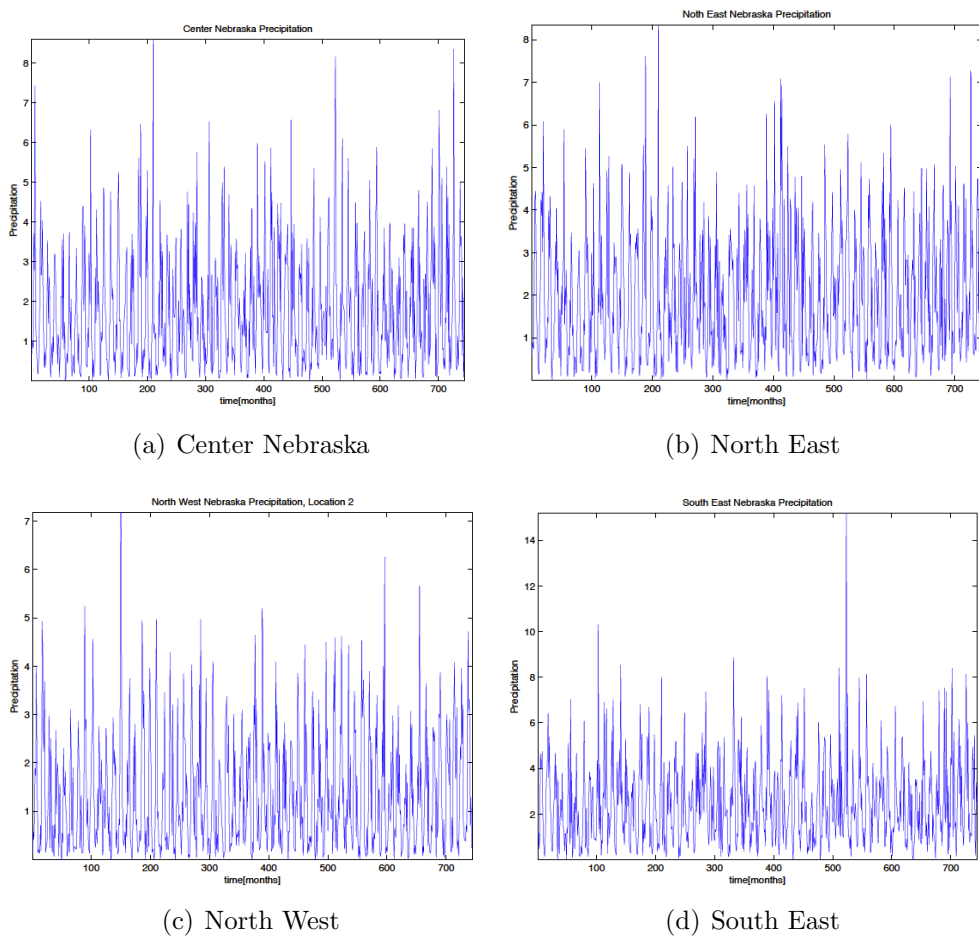 Center Nebraska Precipitation
8
7
6
5
4
3
2
1
Precipitation
100 200 300 400 500 600 700
time[months]
(a) Center Nebraska
Noth East Nebraska Precipitation
8
7
6
5
4
3
2
1
Precipitation
100 200 300 400 500 600 700
time[months]
(b) North East
North West Nebraska Precipitation, Location 2
7
6
5
4
3
2
1
Precipitation
100 200 300 400 500 600 700
time[months]
(c) North West
South East Nebraska Precipitation
14
12
10
8
6
4
2
Precipitation
100 200 300 400 500 600 700
time[months]
(d) South East